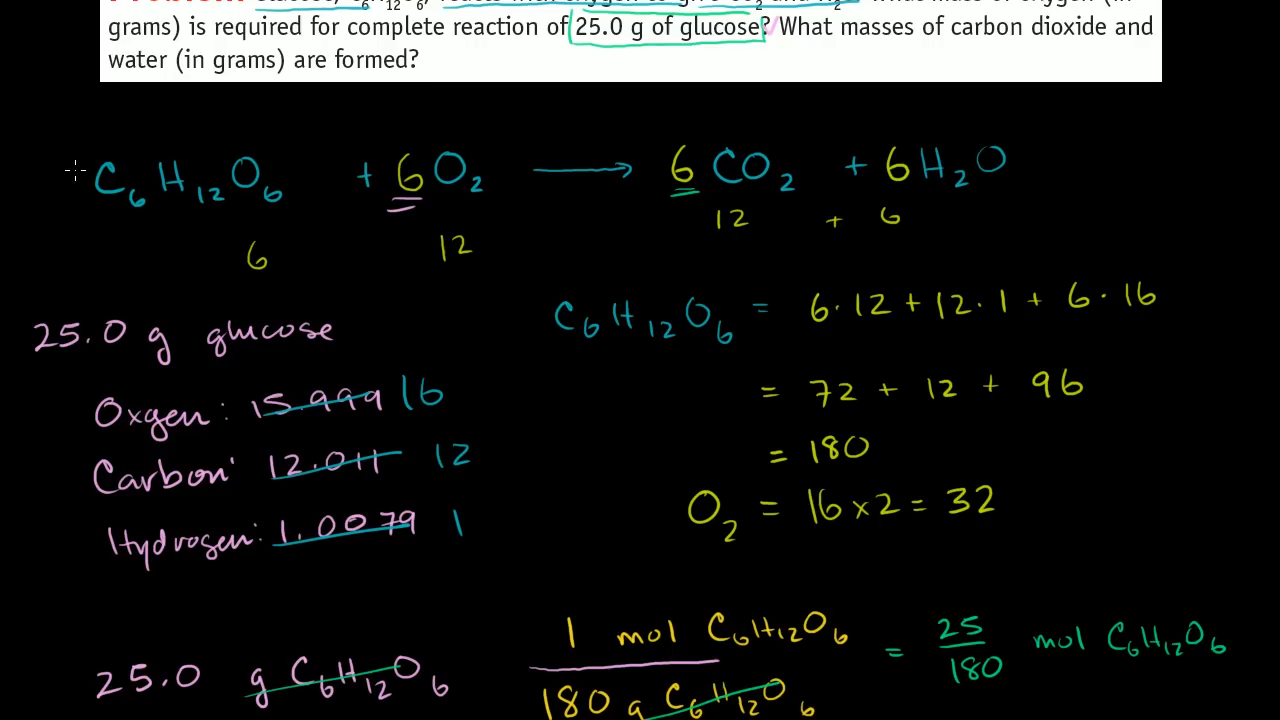 grams) is required for complete reaction of 25.0 g of glucose? What masses of carbon dioxide and
water (in grams) are formed?
C₆H₁₂O₆ + 6O₂ → 6CO₂ + 6H₂O
6 12 12 + 6
25.0 g glucose
C₆H₁₂O₆ = 6·12 + 12·1 + 6·16
Oxgen: 15.999 16
= 72 + 12 + 96
Carbon: 12.011 12
= 180
O₂ = 16 x 2 = 32
Hydrogen: 1.0079 1
25.0 g C₆H₁₂O₆ 1 mol C₆H₁₂O₆ = 25/180 mol C₆H₁₂O₆
180 g C₆H₁₂O₆